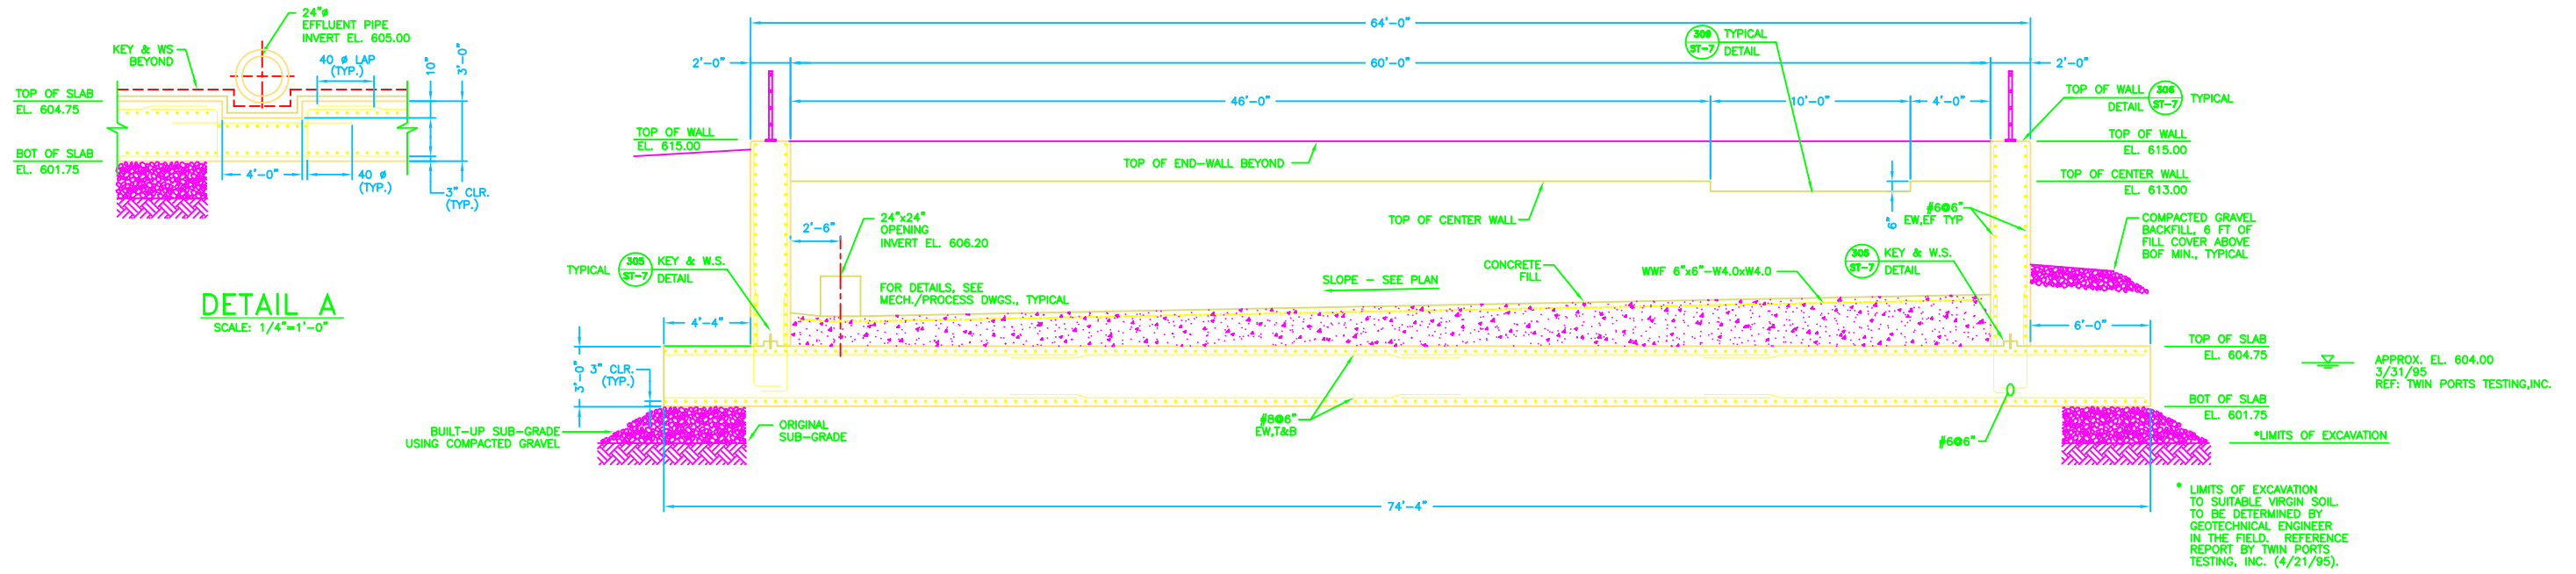 24"ø
EFFLUENT PIPE
INVERT EL. 605.00
KEY & WS
BEYOND
40 ø LAP
(TYP.)
10"
3'-0"
TOP OF SLAB
EL. 604.75
BOT OF SLAB
EL. 601.75
4'-0"
40 ø
(TYP.)
3" CLR.
(TYP.)
DETAIL A
SCALE: 1/4"=1'-0"
64'-0"
309
ST-7
TYPICAL
DETAIL
2'-0"
60'-0"
2'-0"
46'-0"
10'-0"
4'-0"
TOP OF WALL
DETAIL
306
ST-7
TYPICAL
TOP OF WALL
EL. 615.00
TOP OF END-WALL BEYOND
TOP OF WALL
EL. 615.00
TOP OF CENTER WALL
EL. 613.00
TOP OF CENTER WALL
6"
#6@6"
EW,EF TYP
COMPACTED GRAVEL
BACKFILL, 6 FT OF
FILL COVER ABOVE
BOF MIN., TYPICAL
2'-6"
24"x24"
OPENING
INVERT EL. 606.20
TYPICAL
305
ST-7
KEY & W.S.
DETAIL
FOR DETAILS, SEE
MECH./PROCESS DWGS., TYPICAL
SLOPE - SEE PLAN
CONCRETE
FILL
WWF 6"x6"-W4.0xW4.0
305
ST-7
KEY & W.S.
DETAIL
4'-4"
6'-0"
TOP OF SLAB
EL. 604.75
APPROX. EL. 604.00
3/31/95
REF: TWIN PORTS TESTING,INC.
3'-0"
3" CLR.
(TYP.)
BOT OF SLAB
EL. 601.75
BUILT-UP SUB-GRADE
USING COMPACTED GRAVEL
ORIGINAL
SUB-GRADE
#8@6"
EW,T&B
#6@6"
*LIMITS OF EXCAVATION
74'-4"
* LIMITS OF EXCAVATION
TO SUITABLE VIRGIN SOIL.
TO BE DETERMINED BY
GEOTECHNICAL ENGINEER
IN THE FIELD. REFERENCE
REPORT BY TWIN PORTS
TESTING, INC. (4/21/95).